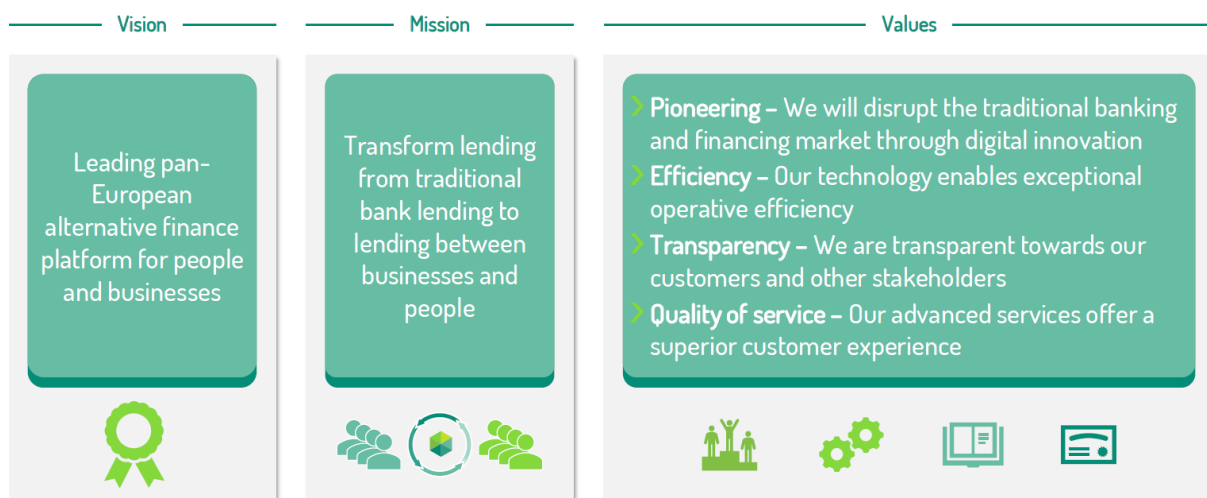 Vision
Leading pan-
European
alternative finance
platform for people
and businesses
Mission
Transform lending
from traditional
bank lending to
lending between
businesses and
people
Values
Pioneering – We will disrupt the traditional banking
and financing market through digital innovation
Efficiency – Our technology enables exceptional
operative efficiency
Transparency – We are transparent towards our
customers and other stakeholders
Quality of service – Our advanced services offer a
superior customer experience